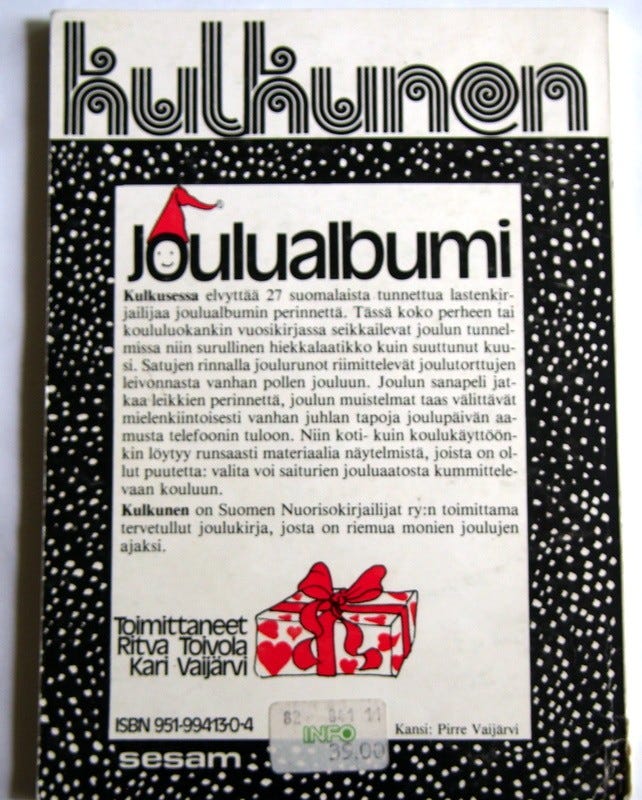 kulkunen
Joulualbumi
Kulkusessa elvyttää 27 suomalaista tunnettua lastenkir-
jailijaa joulualbumin perinnettä. Tässä koko perheen tai
koululuokankin vuosikirjassa seikkailevat joulun tunnel-
missa niin surullinen hiekkalaatikko kuin suuttunut kuu-
si. Satujen rinnalla joulurunot riimittelevät joulutorttujen
leivonnasta vanhan pollen jouluun. Joulun sanapeli jat-
kaa leikkien perinnettä, joulun muistelmat taas välittävät
mielenkiintoisesti vanhan juhlan tapoja joulupäivän aa-
musta telefoonin tuloon. Niin koti- kuin koulukäyttöön-
kin löytyy runsaasti materiaalia näytelmistä, joista on ol-
lut puutetta: valita voi saiturien jouluaatosta kummittele-
vaan kouluun.
Kulkunen on Suomen Nuorisokirjailijat ry:n toimittama
tervetullut joulukirja, josta on riemua monien joulujen
ajaksi.
Toimittaneet
Ritva Toivola
Kari Vaijärvi
ISBN 951-99413-0-4
82 841 11
INFO
39,00
Kansi: Pirre Vaijärvi
sesam